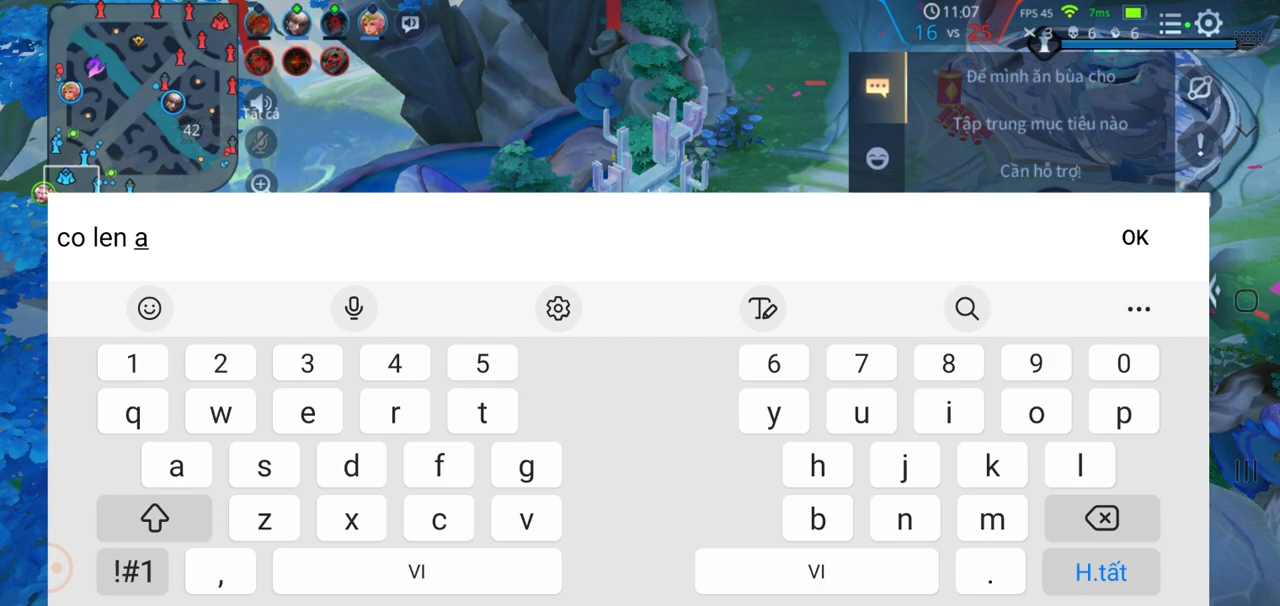 11:07
FPS 45
7ms
16 vs 25
3 6 6
Để mình ăn bùa cho
Tập trung mục tiêu nào
Cần hỗ trợ!
Tất cả
42
co len a
OK
1 2 3 4 5 6 7 8 9 0
q w e r t y u i o p
a s d f g h j k l
z x c v b n m
!#1 , VI VI . H.tất